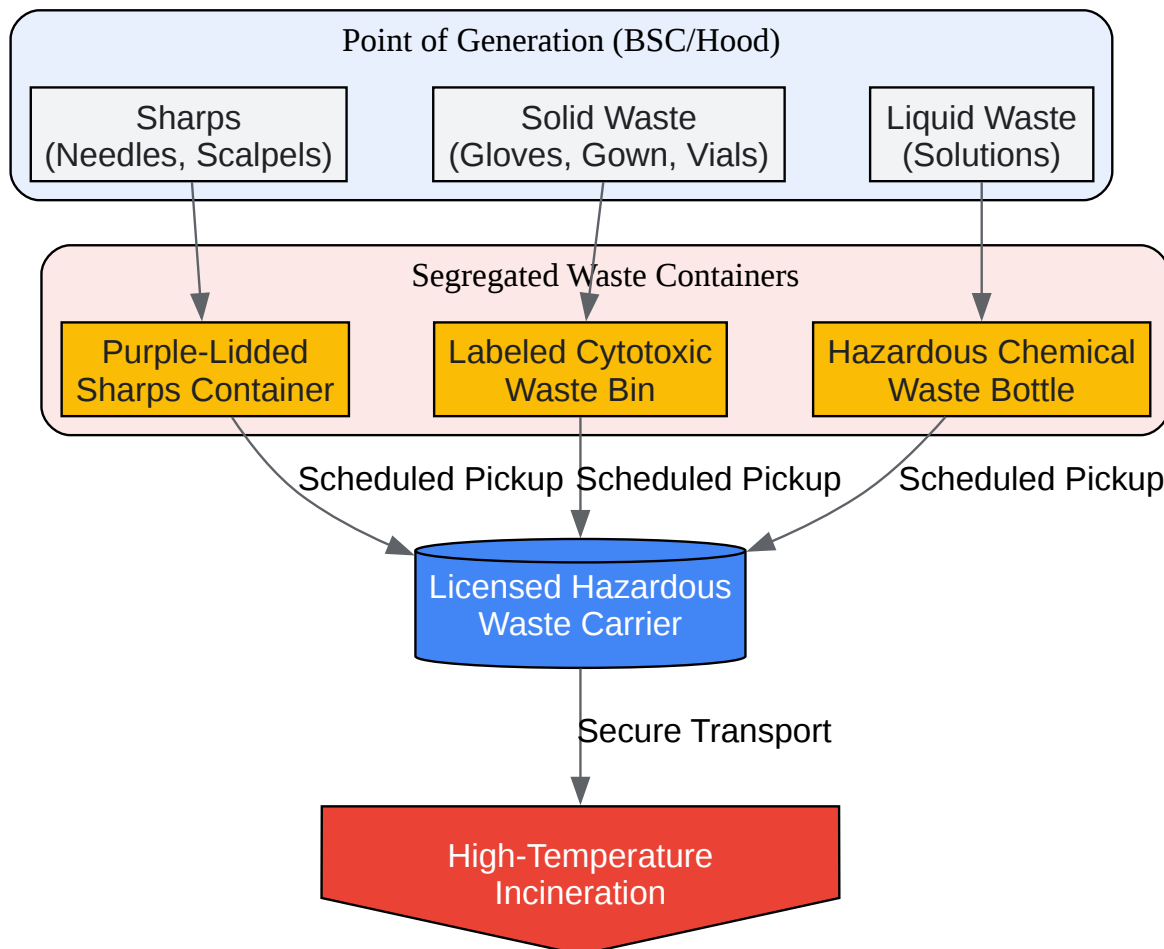 Point of Generation (BSC/Hood)
Sharps
(Needles, Scalpels)
Solid Waste
(Gloves, Gown, Vials)
Liquid Waste
(Solutions)
Segregated Waste Containers
Purple-Lidded
Sharps Container
Labeled Cytotoxic
Waste Bin
Hazardous Chemical
Waste Bottle
Scheduled Pickup
Scheduled Pickup
Scheduled Pickup
Licensed Hazardous
Waste Carrier
Secure Transport
High-Temperature
Incineration